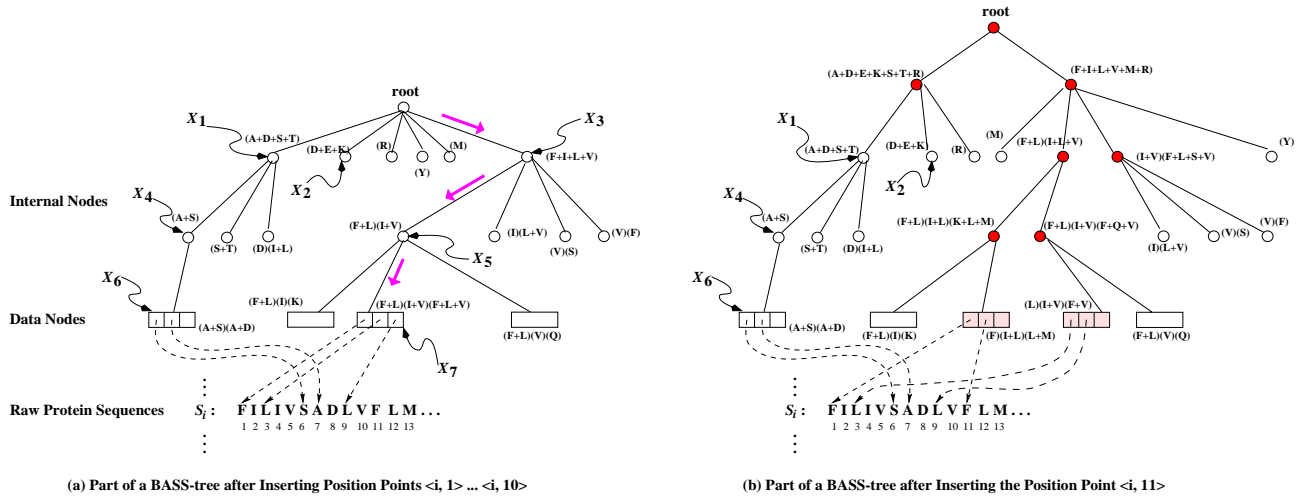 root
X1
(A+D+S+T)
(D+E+K)
(R)
(Y)
(M)
X3
(F+I+L+V)
X2
Internal Nodes
X4
(A+S)
(S+T)
(D)(I+L)
(F+L)(I+V)
X5
(I)(L+V)
(V)(S)
(V)(F)
X6
Data Nodes
(A+S)(A+D)
(F+L)(I)(K)
(F+L)(I+V)(F+L+V)
(F+L)(V)(Q)
X7
Raw Protein Sequences
Si :
F I L I V S A D L V F L M . . .
1 2 3 4 5 6 7 8 9 10 11 12 13
(a) Part of a BASS-tree after Inserting Position Points <i, 1> ... <i, 10>
root
(A+D+E+K+S+T+R)
(F+I+L+V+M+R)
X1
(A+D+S+T)
(D+E+K)
(R)
X2
(M)
(F+L)(I+L+V)
(I+V)(F+L+S+V)
(Y)
X4
(A+S)
(S+T)
(D)(I+L)
(F+L)(I+L)(K+L+M)
(F+L)(I+V)(F+Q+V)
(I)(L+V)
(V)(S)
(V)(F)
X6
(A+S)(A+D)
(F+L)(I)(K)
(F)(I+L)(L+M)
(L)(I+V)(F+V)
(F+L)(V)(Q)
Si :
F I L I V S A D L V F L M . . .
1 2 3 4 5 6 7 8 9 10 11 12 13
(b) Part of a BASS-tree after Inserting the Position Point <i, 11>